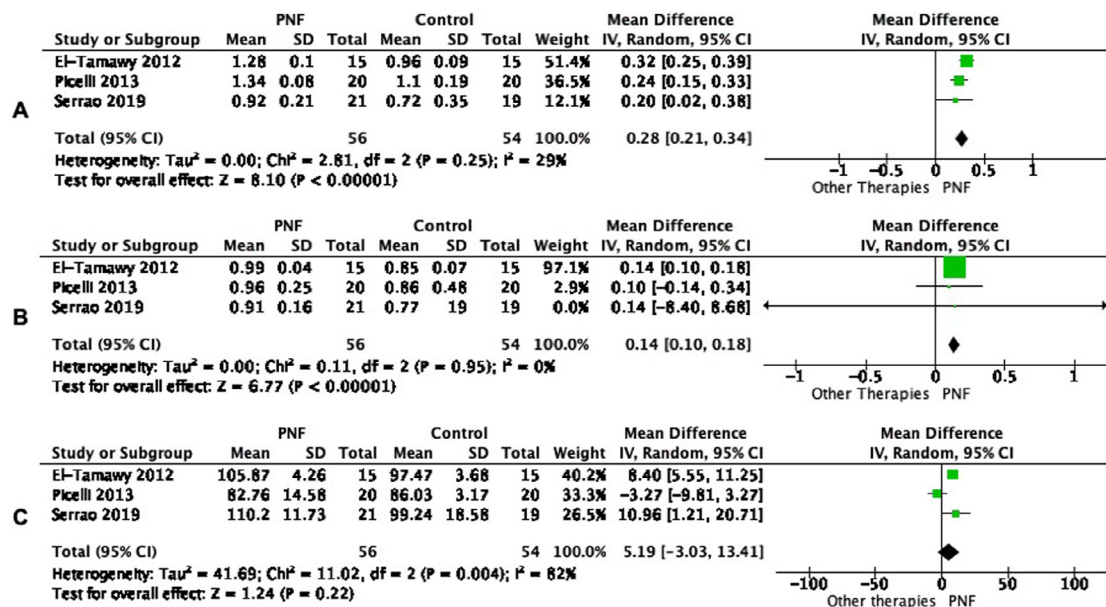 A
PNF Control Mean Difference Mean Difference
Study or Subgroup Mean SD Total Mean SD Total Weight IV, Random, 95% CI IV, Random, 95% CI
El-Tamawy 2012 1.28 0.1 15 0.96 0.09 15 51.4% 0.32 [0.25, 0.39]
Picelli 2013 1.34 0.08 20 1.1 0.19 20 36.5% 0.24 [0.15, 0.33]
Serrao 2019 0.92 0.21 21 0.72 0.35 19 12.1% 0.20 [0.02, 0.38]
Total (95% CI) 56 54 100.0% 0.28 [0.21, 0.34]
Heterogeneity: Tau² = 0.00; Chi² = 2.81, df = 2 (P = 0.25); I² = 29%
Test for overall effect: Z = 8.10 (P < 0.00001)
-1 -0.5 0 0.5 1
Other Therapies PNF
B
PNF Control Mean Difference Mean Difference
Study or Subgroup Mean SD Total Mean SD Total Weight IV, Random, 95% CI IV, Random, 95% CI
El-Tamawy 2012 0.99 0.04 15 0.85 0.07 15 97.1% 0.14 [0.10, 0.18]
Picelli 2013 0.96 0.25 20 0.86 0.48 20 2.9% 0.10 [-0.14, 0.34]
Serrao 2019 0.91 0.16 21 0.77 19 19 0.0% 0.14 [-8.40, 8.68]
Total (95% CI) 56 54 100.0% 0.14 [0.10, 0.18]
Heterogeneity: Tau² = 0.00; Chi² = 0.11, df = 2 (P = 0.95); I² = 0%
Test for overall effect: Z = 6.77 (P < 0.00001)
-1 -0.5 0 0.5 1
Other Therapies PNF
C
PNF Control Mean Difference Mean Difference
Study or Subgroup Mean SD Total Mean SD Total Weight IV, Random, 95% CI IV, Random, 95% CI
El-Tamawy 2012 105.87 4.26 15 97.47 3.68 15 40.2% 8.40 [5.55, 11.25]
Picelli 2013 82.76 14.58 20 86.03 3.17 20 33.3% -3.27 [-9.81, 3.27]
Serrao 2019 110.2 11.73 21 99.24 18.58 19 26.5% 10.96 [1.21, 20.71]
Total (95% CI) 56 54 100.0% 5.19 [-3.03, 13.41]
Heterogeneity: Tau² = 41.69; Chi² = 11.02, df = 2 (P = 0.004); I² = 82%
Test for overall effect: Z = 1.24 (P = 0.22)
-100 -50 0 50 100
Other therapies PNF